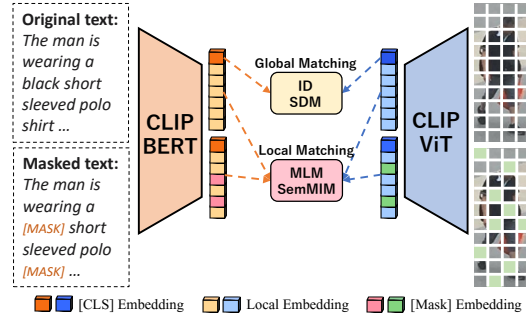 Original text:
The man is
wearing a
black short
sleeved polo
shirt ...
Masked text:
The man is
wearing a
[MASK] short
sleeved polo
[MASK] ...
CLIP
BERT
Global Matching
ID
SDM
Local Matching
MLM
SemMIM
CLIP
ViT
[CLS] Embedding
Local Embedding
[Mask] Embedding